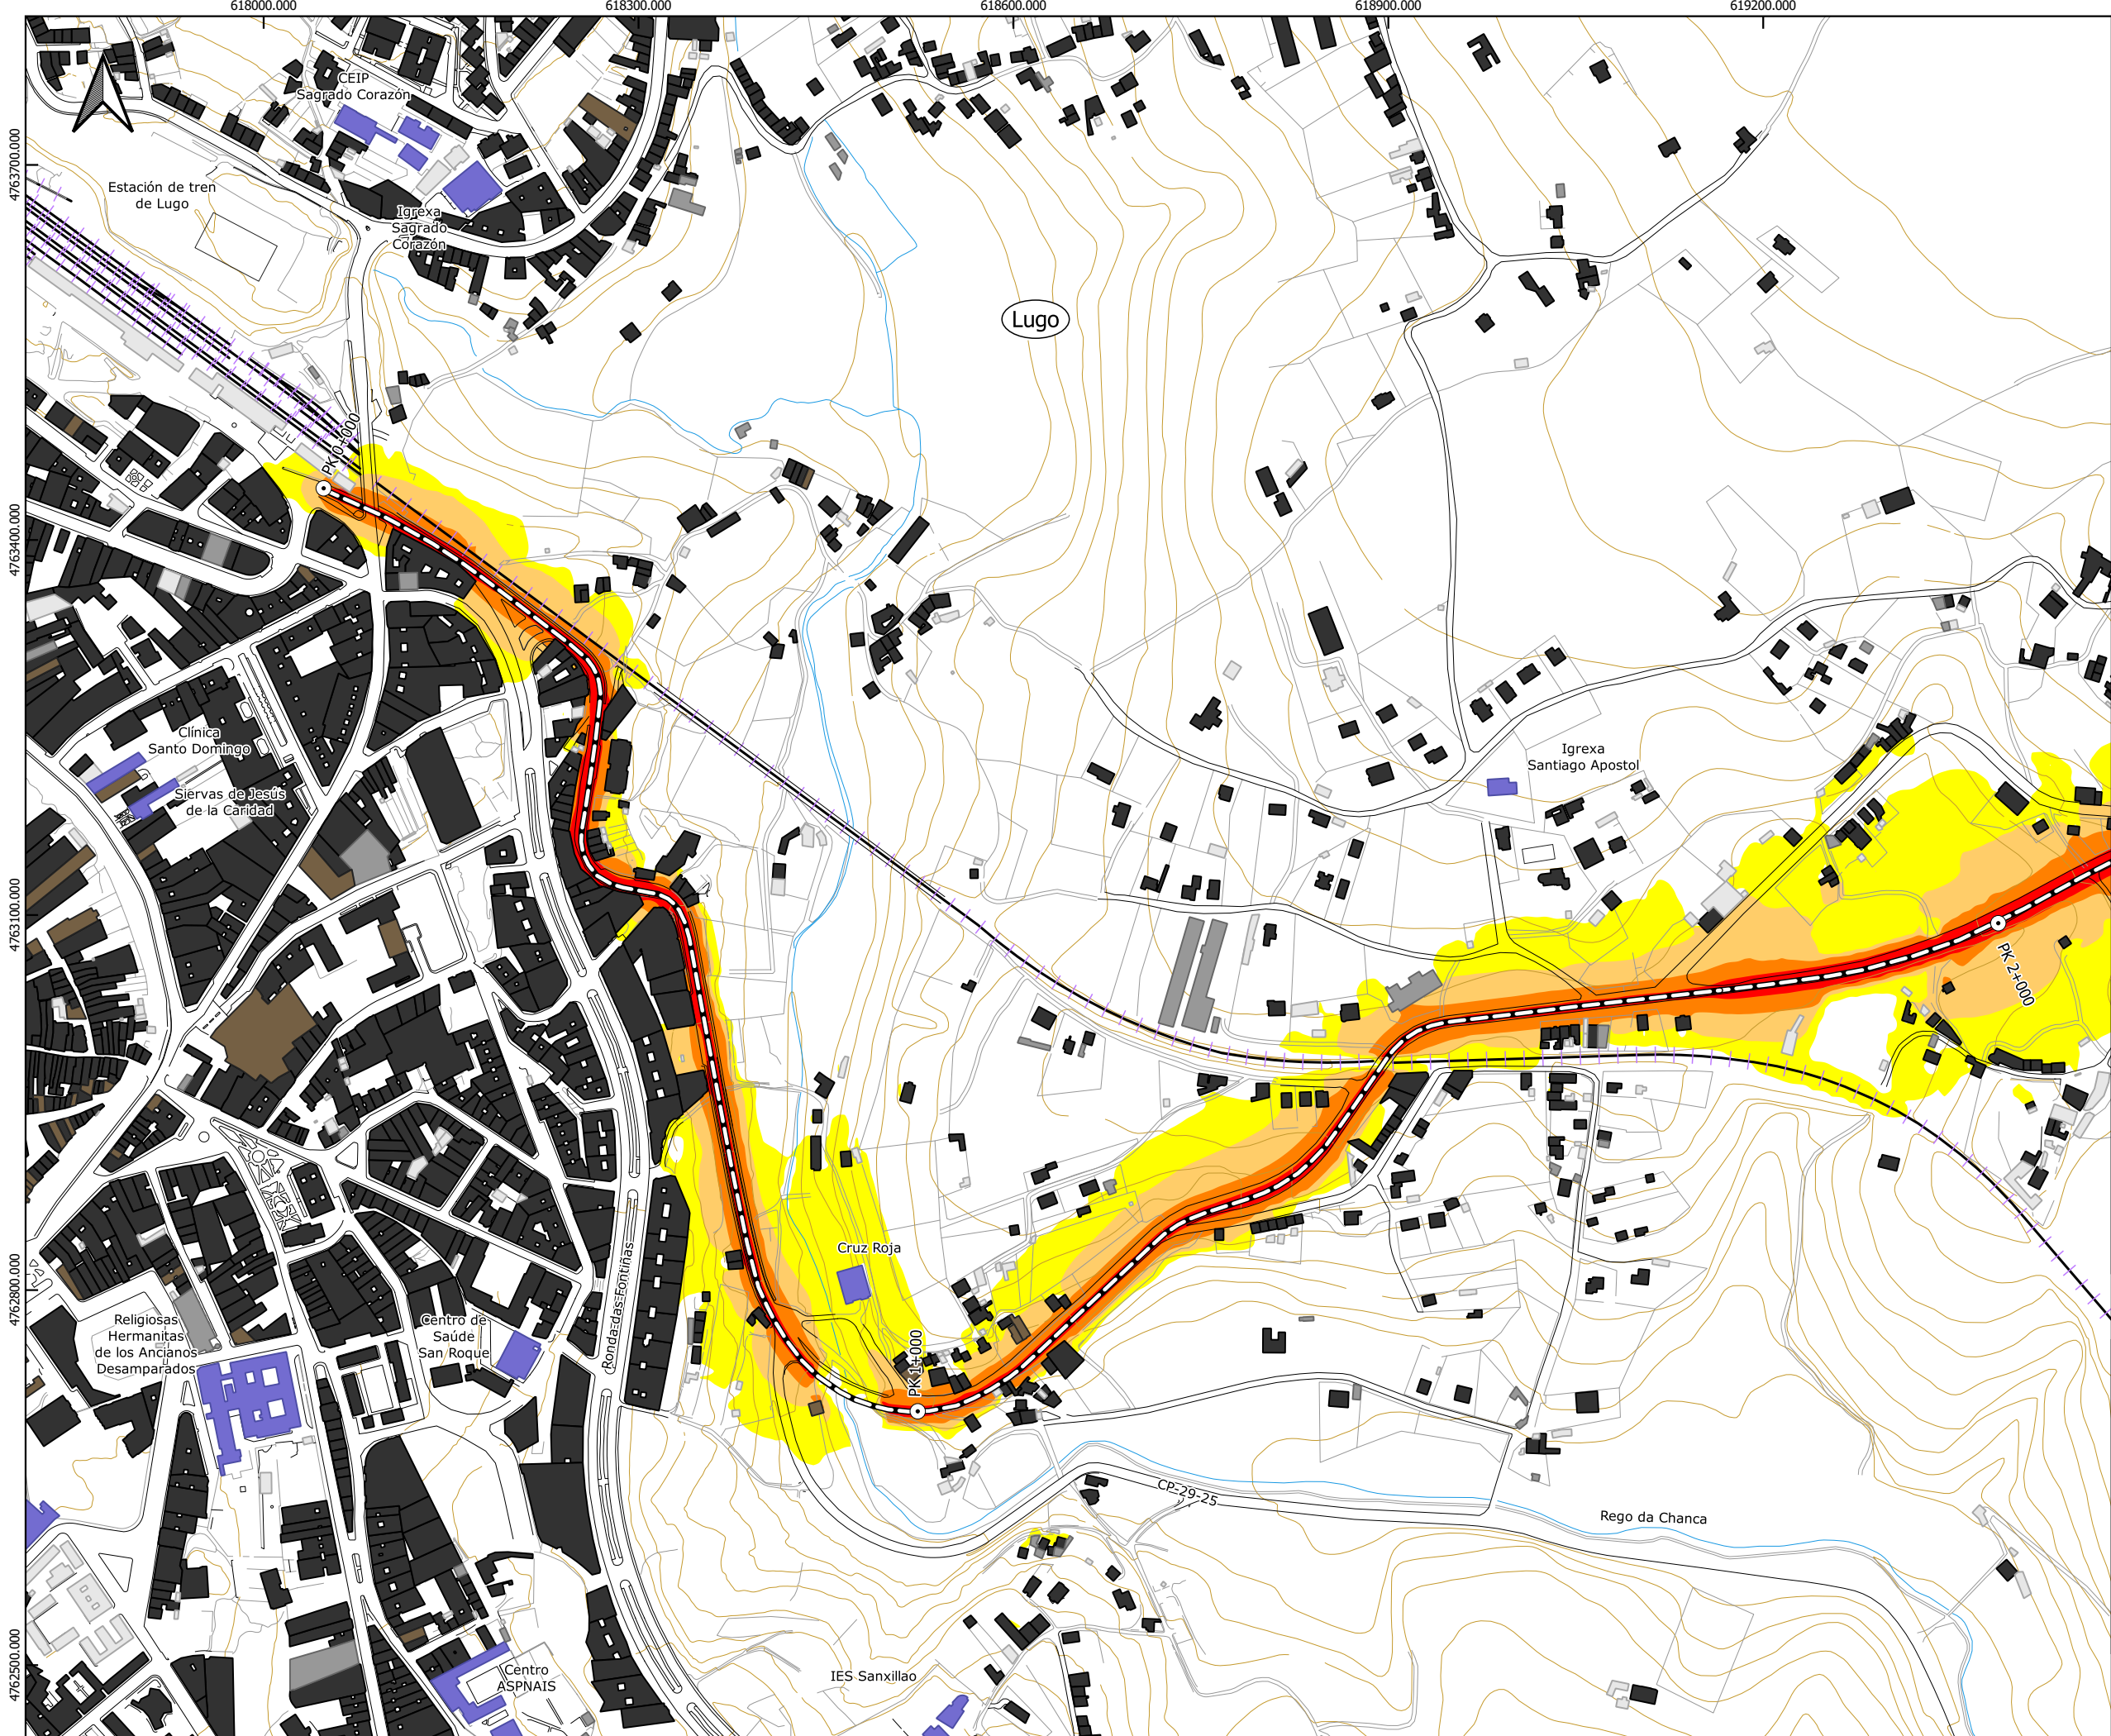 618000.000
618300.000
618600.000
618900.000
619200.000
4763700.000
4763400.000
4763100.000
4762800.000
4762500.000
CEIP
Sagrado Corazón
Estación de tren
de Lugo
Igrexa
Sagrado
Corazón
Lugo
PK 0+000
Clínica
Santo Domingo
Siervas de Jesús
de la Caridad
Igrexa
Santiago Apostol
PK 2+000
Cruz Roja
Ronda das Fontiñas
Religiosas
Hermanitas
de los Ancianos
Desamparados
Centro de
Saúde
San Roque
PK 1+000
CP-29-25
Rego da Chanca
Centro
ASPNAIS
IES Sanxillao